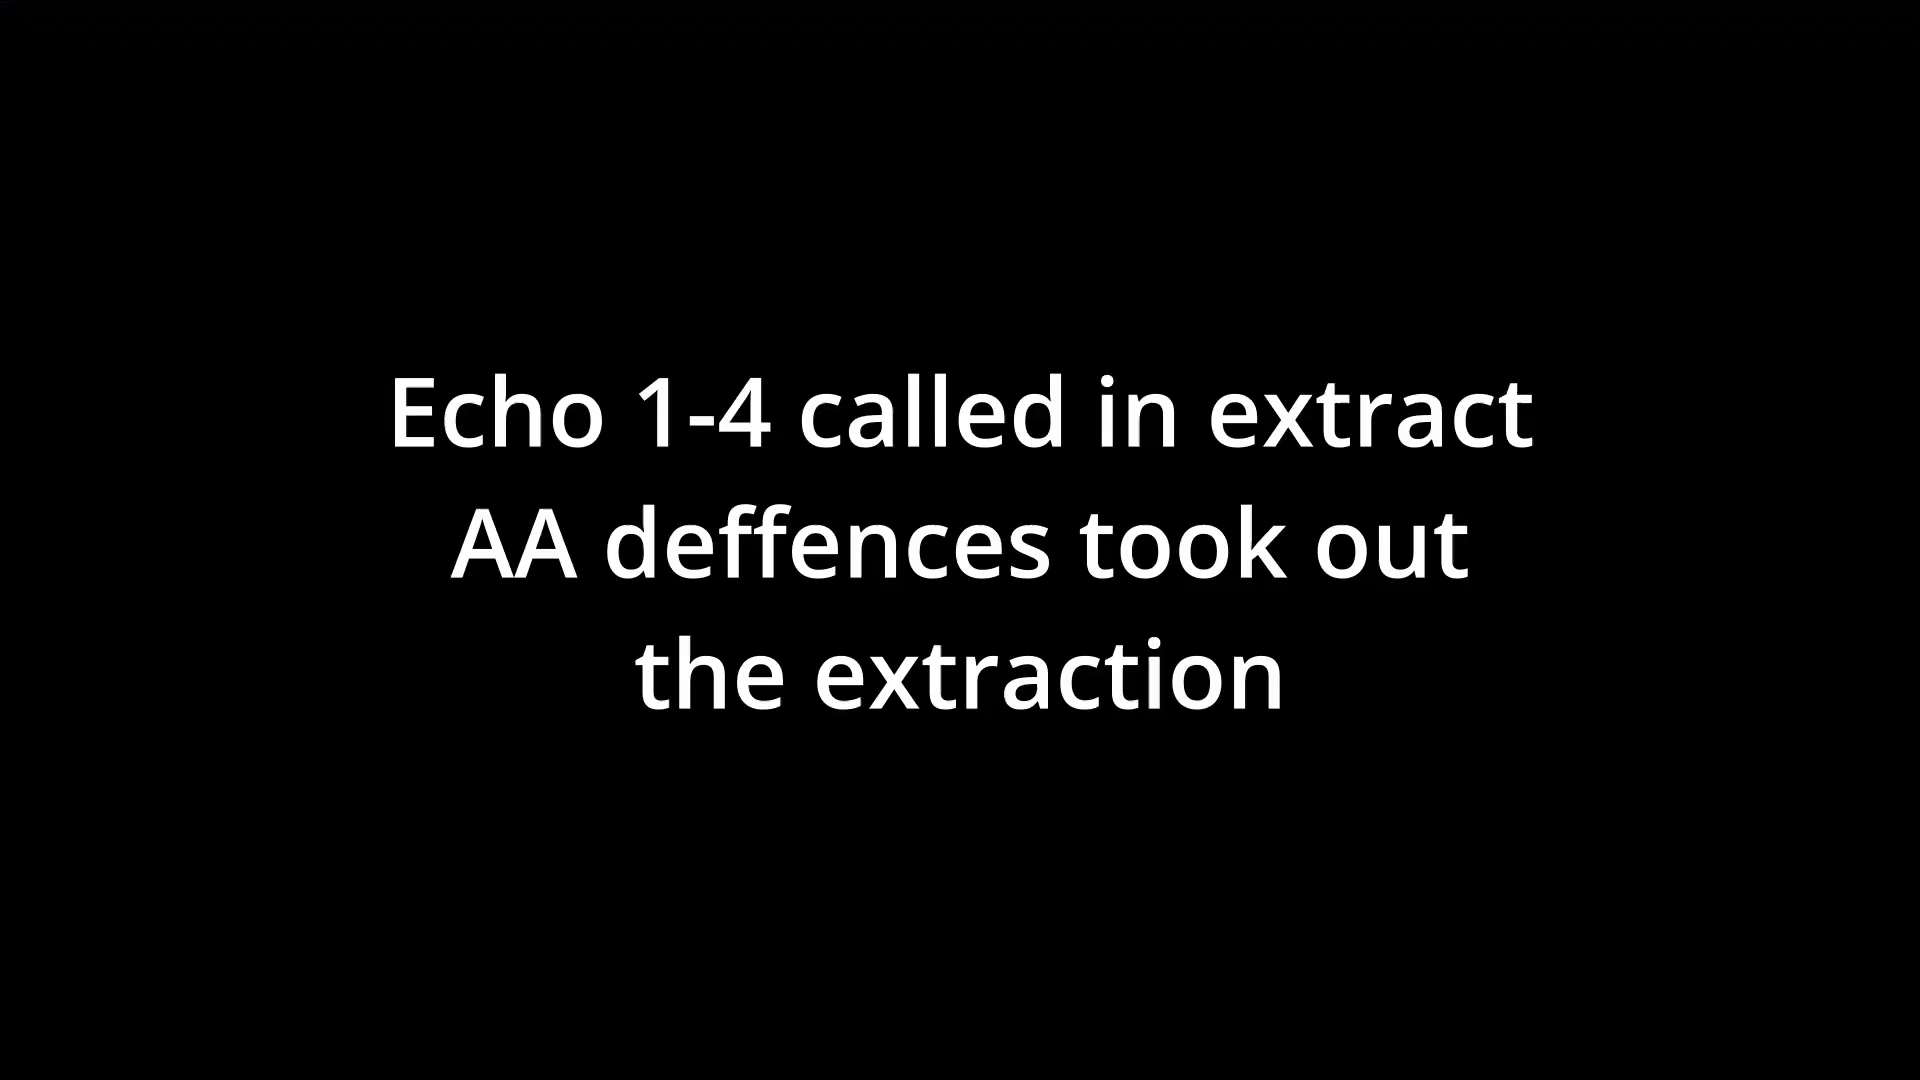 Echo 1-4 called in extract
AA deffences took out
the extraction